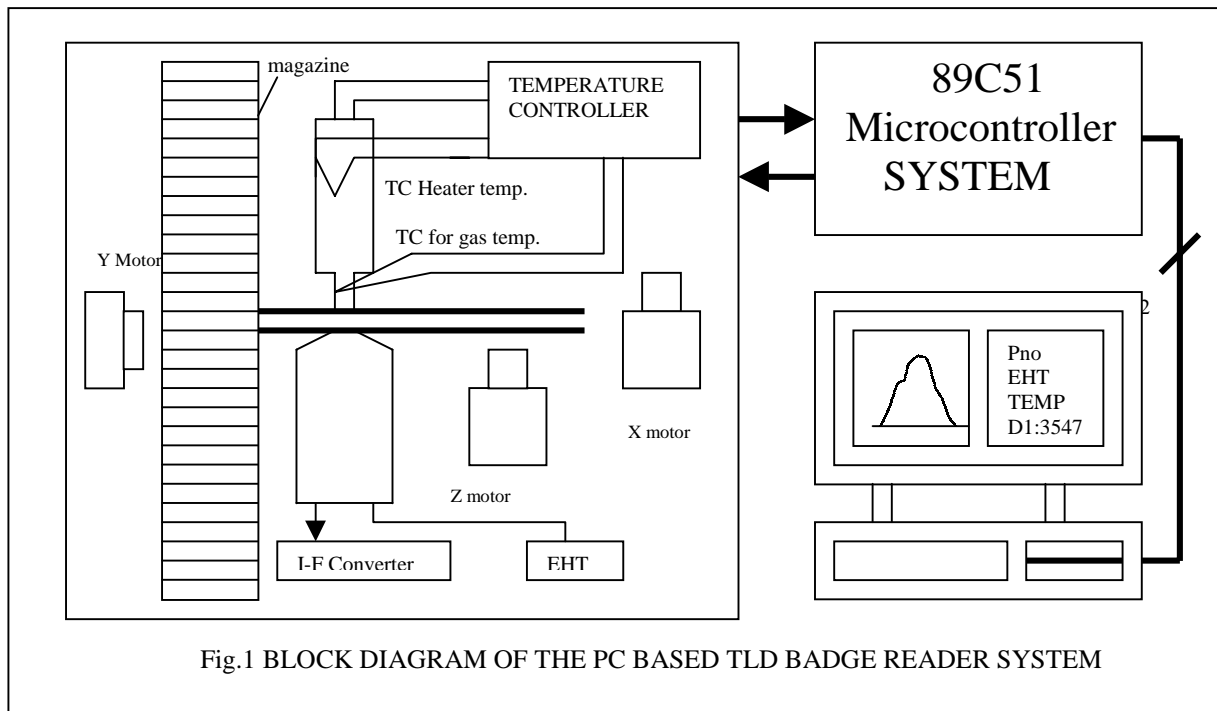 magazine
TEMPERATURE
CONTROLLER
TC Heater temp.
TC for gas temp.
Y Motor
X motor
Z motor
I-F Converter
EHT
89C51
Microcontroller
SYSTEM
2
Pno
EHT
TEMP
D1:3547
Fig.1 BLOCK DIAGRAM OF THE PC BASED TLD BADGE READER SYSTEM